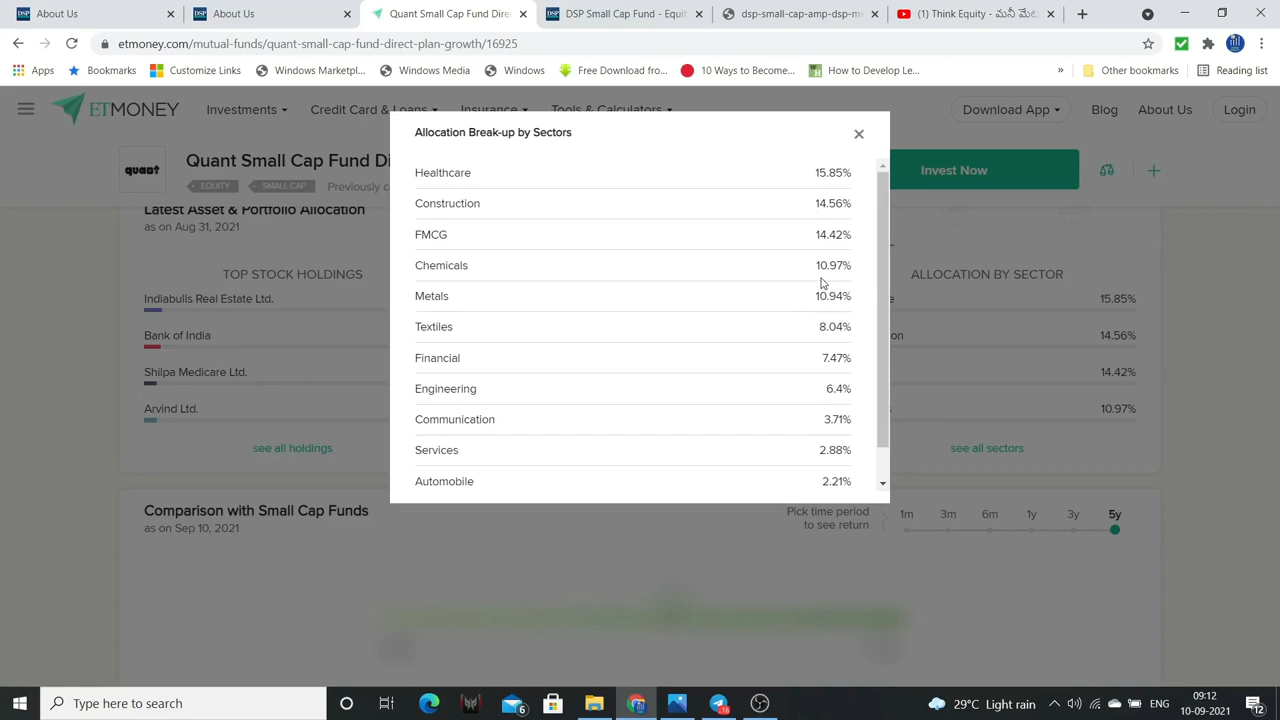 About Us
About Us
Quant Small Cap Fund Dire
DSP Small Cap Fund - Equit
dsp-small-cap-amp-dsp-ma
(1) Think Equity - మనీ మేట
etmoney.com/mutual-funds/quant-small-cap-fund-direct-plan-growth/16925
Apps
Bookmarks
Customize Links
Windows Marketpl...
Windows Media
Windows
Free Download fro...
10 Ways to Become...
How to Develop Le...
»
Other bookmarks
Reading list
ETMONEY
Investments
Credit Card & Loans
Insurance
Tools & Calculators
Download App
Blog
About Us
Login
quant
Quant Small Cap Fund Di
EQUITY
SMALL CAP
Previously c
Invest Now
Allocation Break-up by Sectors
Healthcare 15.85%
Construction 14.56%
FMCG 14.42%
Chemicals 10.97%
Metals 10.94%
Textiles 8.04%
Financial 7.47%
Engineering 6.4%
Communication 3.71%
Services 2.88%
Automobile 2.21%
Latest Asset & Portfolio Allocation
as on Aug 31, 2021
TOP STOCK HOLDINGS
Indiabulls Real Estate Ltd.
Bank of India
Shilpa Medicare Ltd.
Arvind Ltd.
see all holdings
ALLOCATION BY SECTOR
e 15.85%
on 14.56%
14.42%
s 10.97%
see all sectors
Comparison with Small Cap Funds
as on Sep 10, 2021
Pick time period
to see return
1m 3m 6m 1y 3y 5y
Type here to search
6
29°C Light rain
ENG
09:12
10-09-2021